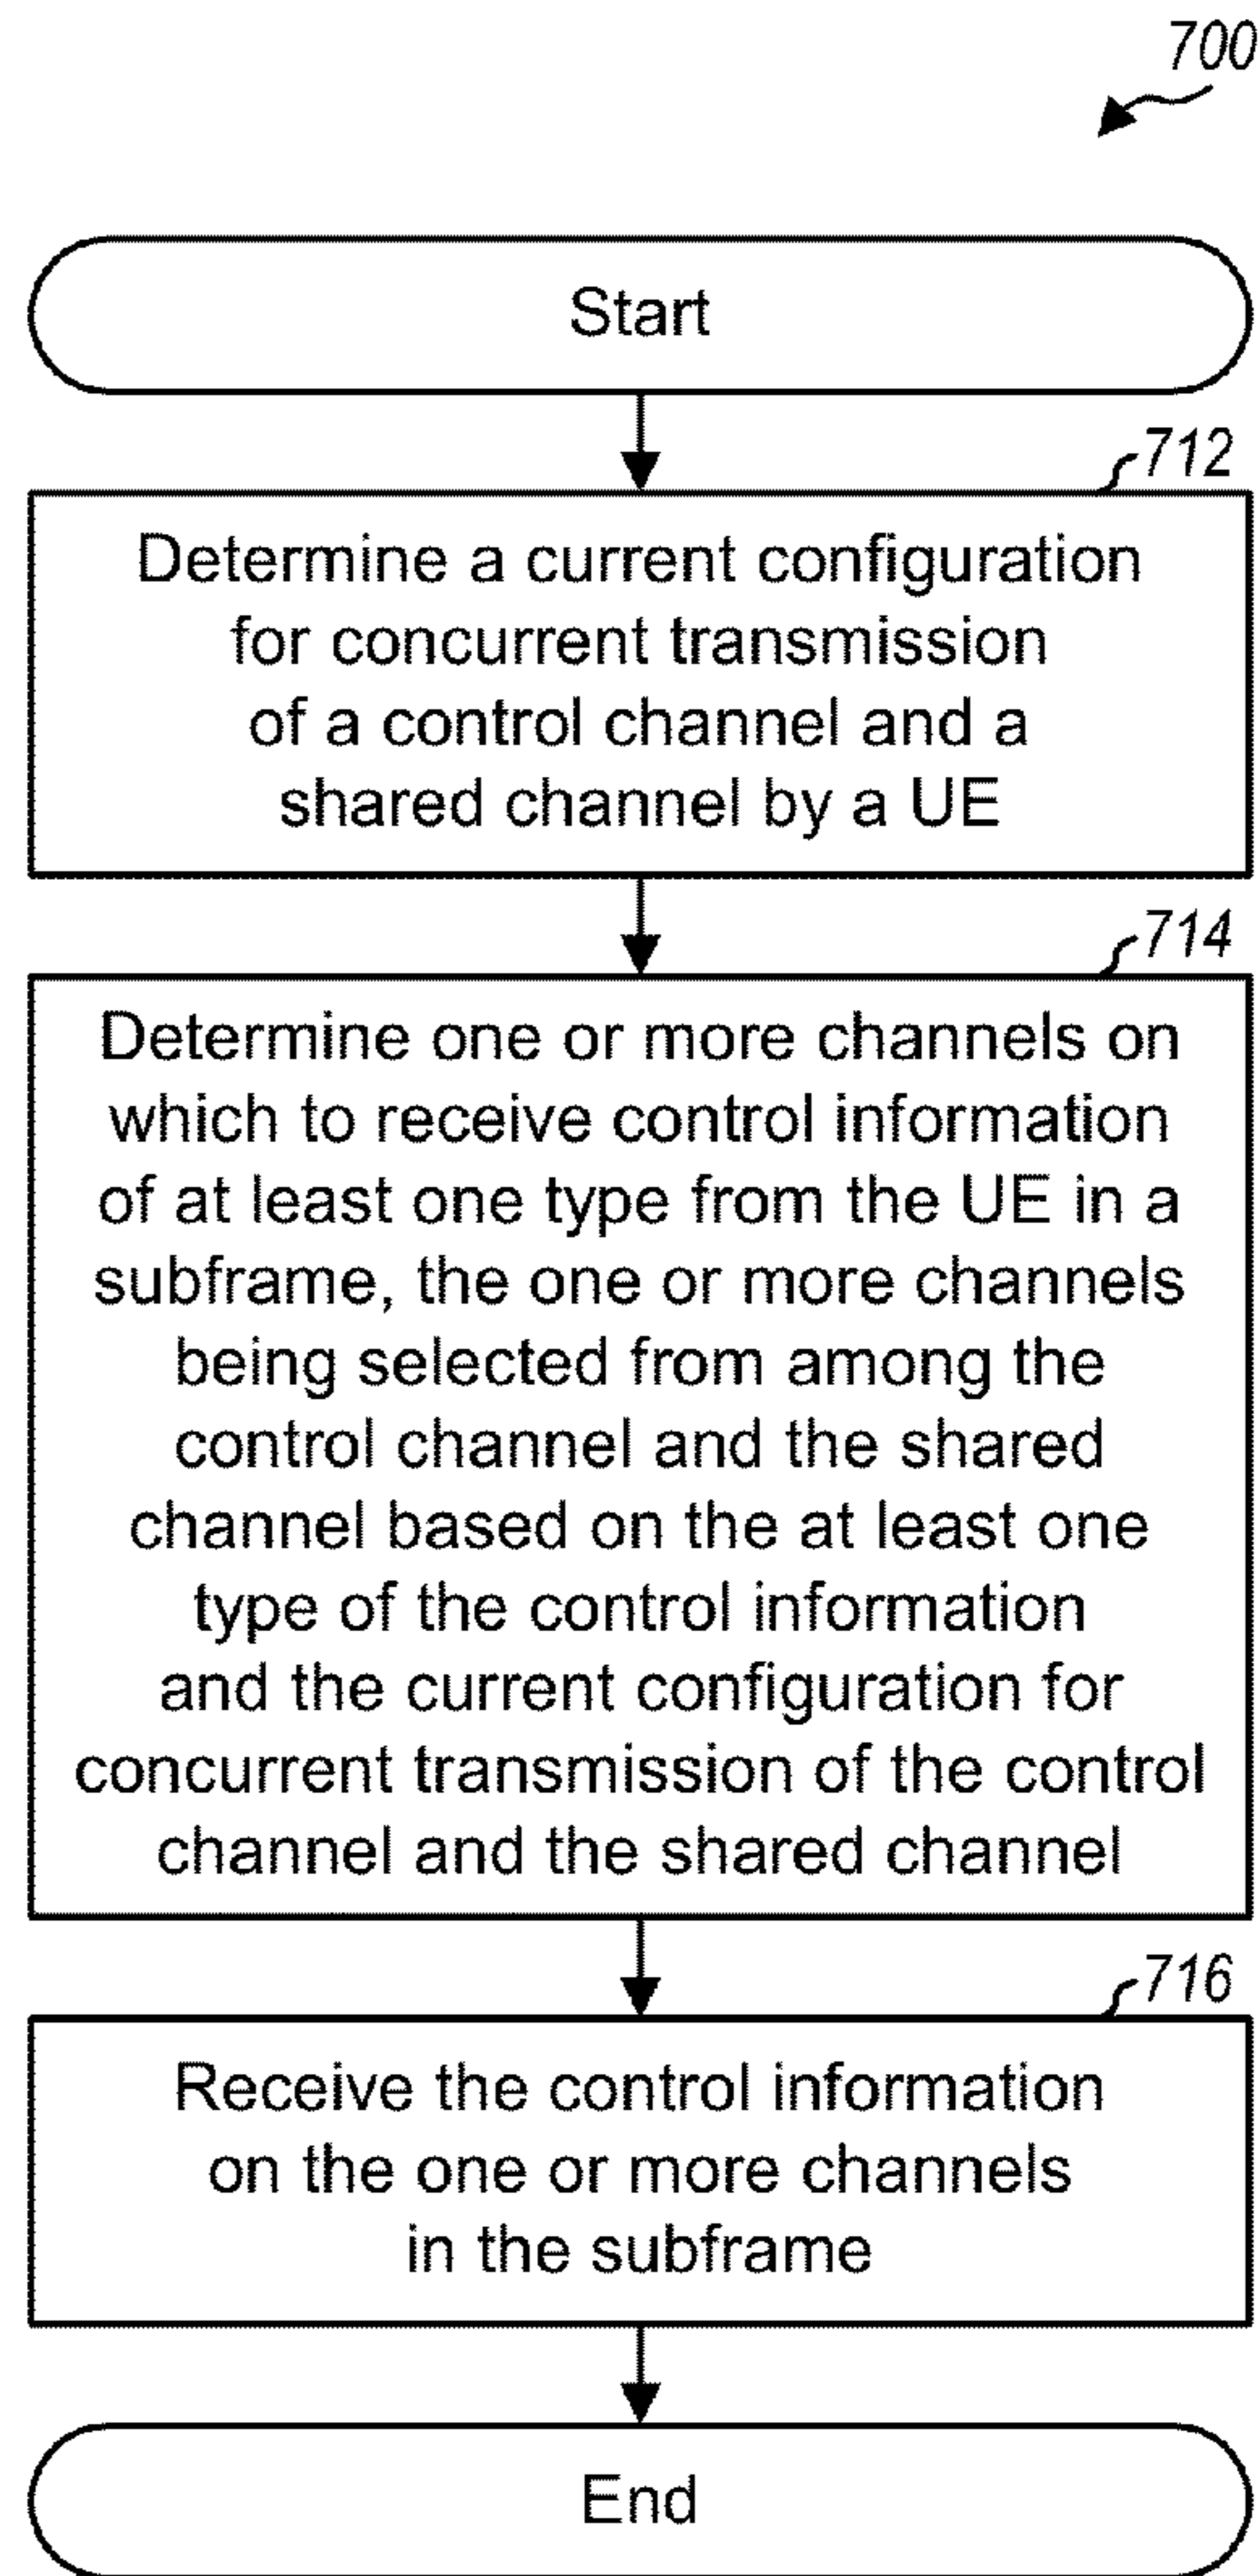 700
Start
712
Determine a current configuration
for concurrent transmission
of a control channel and a
shared channel by a UE
714
Determine one or more channels on
which to receive control information
of at least one type from the UE in a
subframe, the one or more channels
being selected from among the
control channel and the shared
channel based on the at least one
type of the control information
and the current configuration for
concurrent transmission of the control
channel and the shared channel
716
Receive the control information
on the one or more channels
in the subframe
End